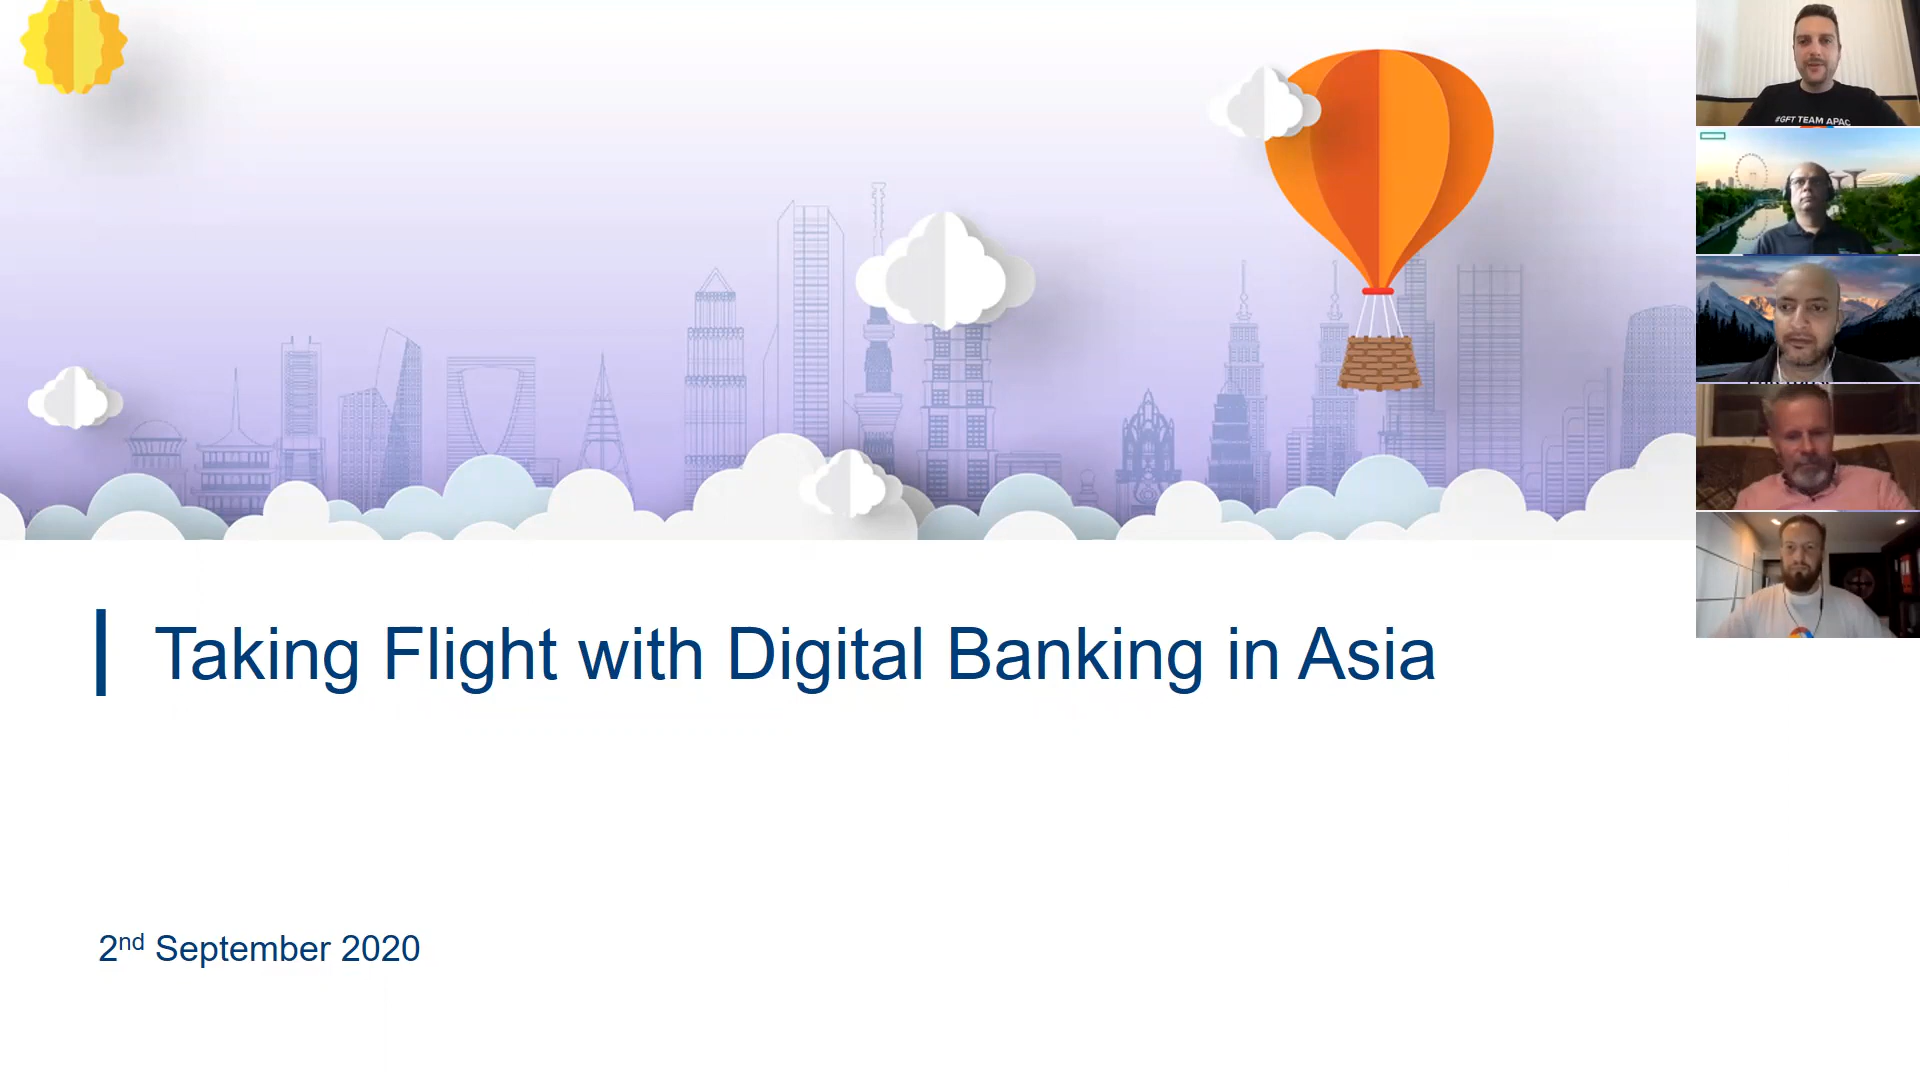 #GFT TEAM APAC
Taking Flight with Digital Banking in Asia
2nd September 2020